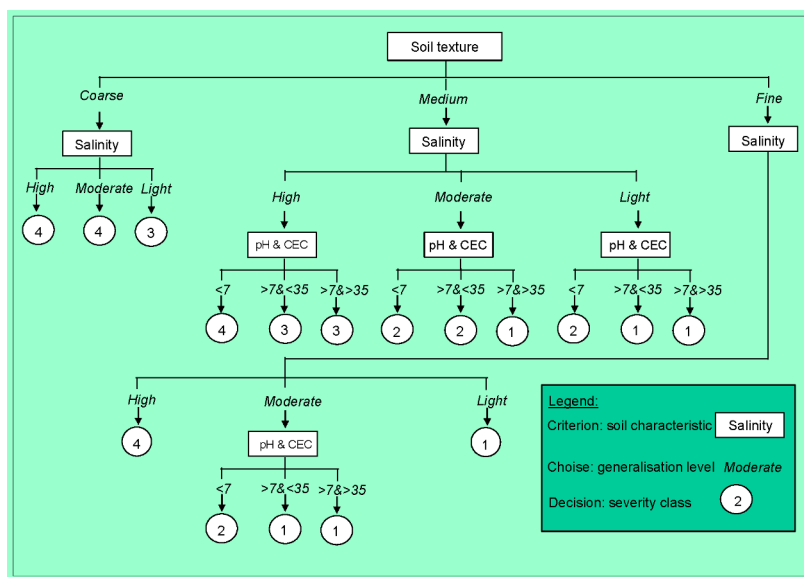 Soil texture
Coarse Medium Fine
Salinity Salinity Salinity
High Moderate Light
High Moderate Light
4 4 3
pH & CEC pH & CEC pH & CEC
<7 >7&<35 >7&>35 <7 >7&<35 >7&>35 <7 >7&<35 >7&>35
4 3 3 2 2 1 2 1 1
High Moderate Light
4 pH & CEC 1
<7 >7&<35 >7&>35
2 1 1
Legend:
Criterion: soil characteristic Salinity
Choise: generalisation level Moderate
Decision: severity class 2